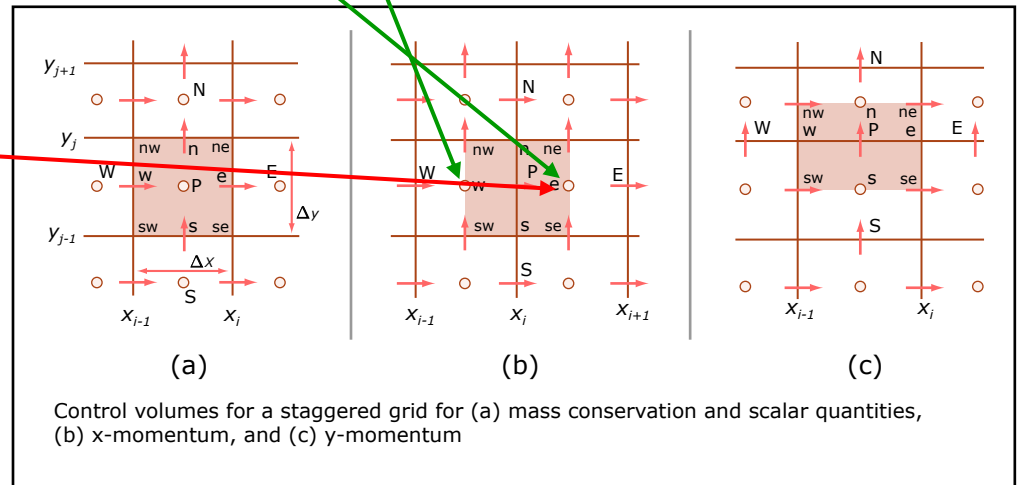 N
y_{j+1}
y_j
nw n ne
W w P e E
Δy
sw s se
y_{j-1}
Δx
S
x_{i-1} x_i
(a)
N
nw n ne
W w P e E
sw s se
S
x_{i-1} x_i x_{i+1}
(b)
N
nw n ne
W w P e E
sw s se
S
x_{i-1} x_i
(c)
Control volumes for a staggered grid for (a) mass conservation and scalar quantities,
(b) x-momentum, and (c) y-momentum